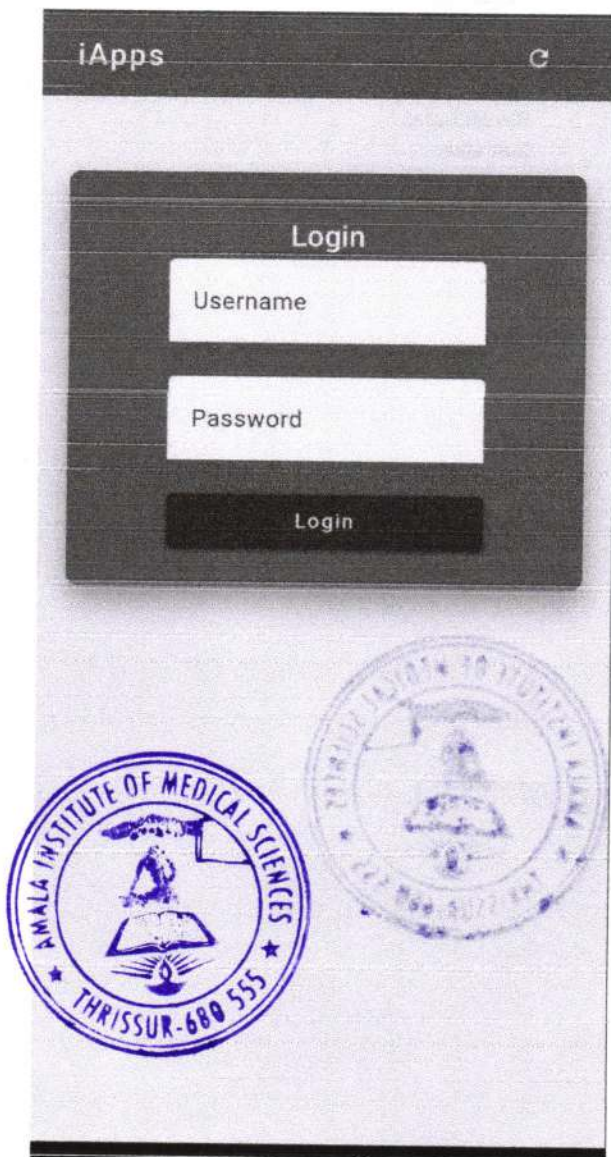 iApps
Login
Username
Password
Login
AMALA INSTITUTE OF MEDICAL SCIENCES
THRISSUR-680 555